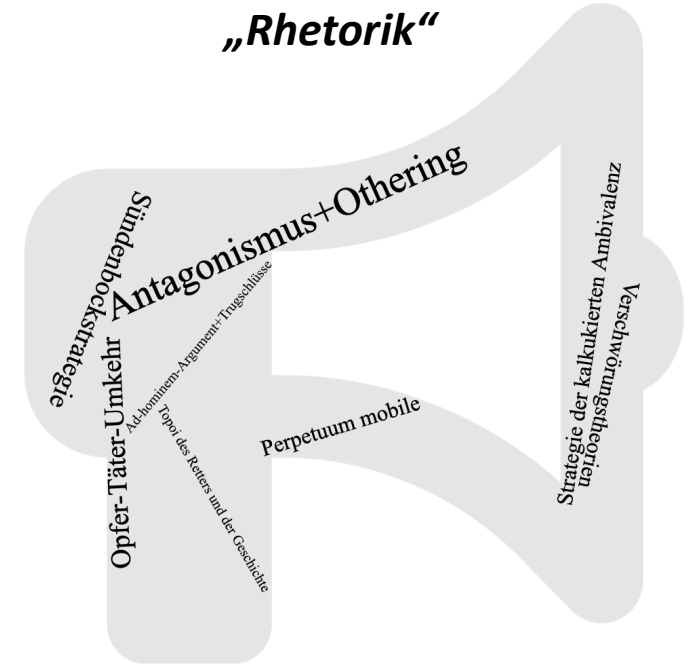 „Rhetorik“
Sündenbockstrategie
Antagonismus+Othering
Ad-hominem-Argument+Trugschlüsse
Opfer-Täter-Umkehr
Topoi des Retters und der Geschichte
Perpetuum mobile
Strategie der kalkukierten Ambivalenz
Verschwörungstheorien